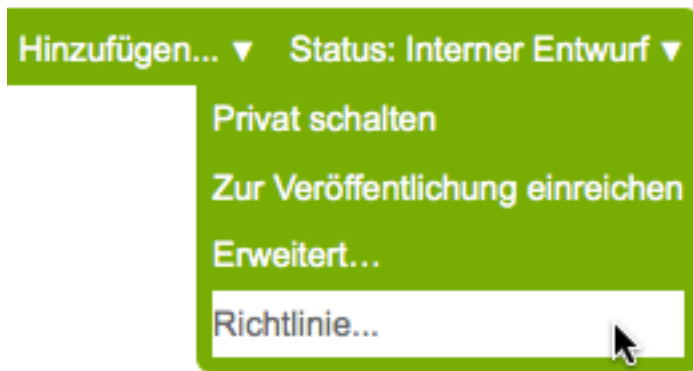 Hinzufügen... ▼ Status: Interner Entwurf ▼
Privat schalten
Zur Veröffentlichung einreichen
Erweitert...
Richtlinie...